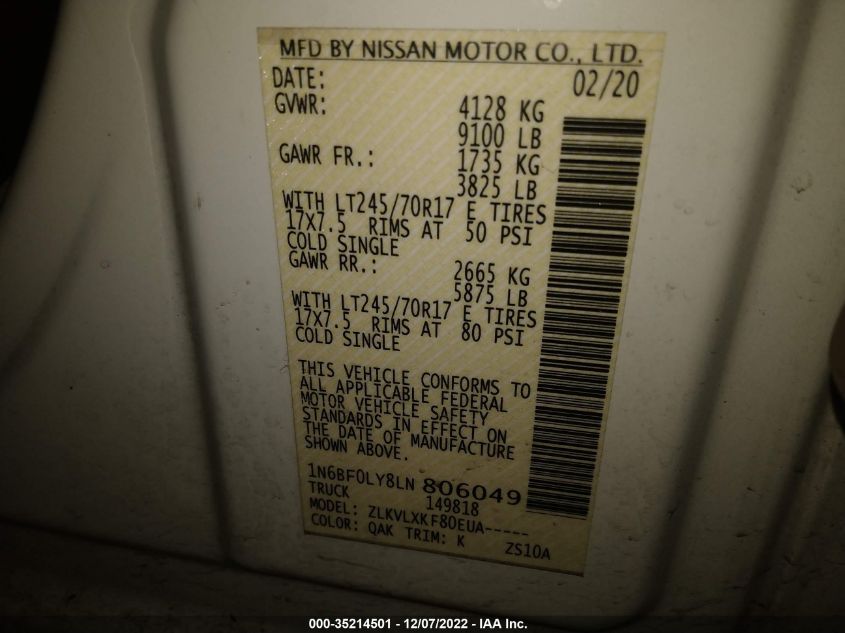 MFD BY NISSAN MOTOR CO., LTD.
DATE: 02/20
GVWR: 4128 KG
9100 LB
GAWR FR.: 1735 KG
3825 LB
WITH LT245/70R17 E TIRES
17X7.5 RIMS AT 50 PSI
COLD SINGLE
GAWR RR.: 2665 KG
5875 LB
WITH LT245/70R17 E TIRES
17X7.5 RIMS AT 80 PSI
COLD SINGLE
THIS VEHICLE CONFORMS TO
ALL APPLICABLE FEDERAL
MOTOR VEHICLE SAFETY
STANDARDS IN EFFECT ON
THE DATE OF MANUFACTURE
SHOWN ABOVE.
1N6BF0LY8LN 806049
TRUCK 149818
MODEL: ZLKVLXKF80EUA-----
COLOR: QAK TRIM: K ZS10A
000-35214501 - 12/07/2022 - IAA Inc.